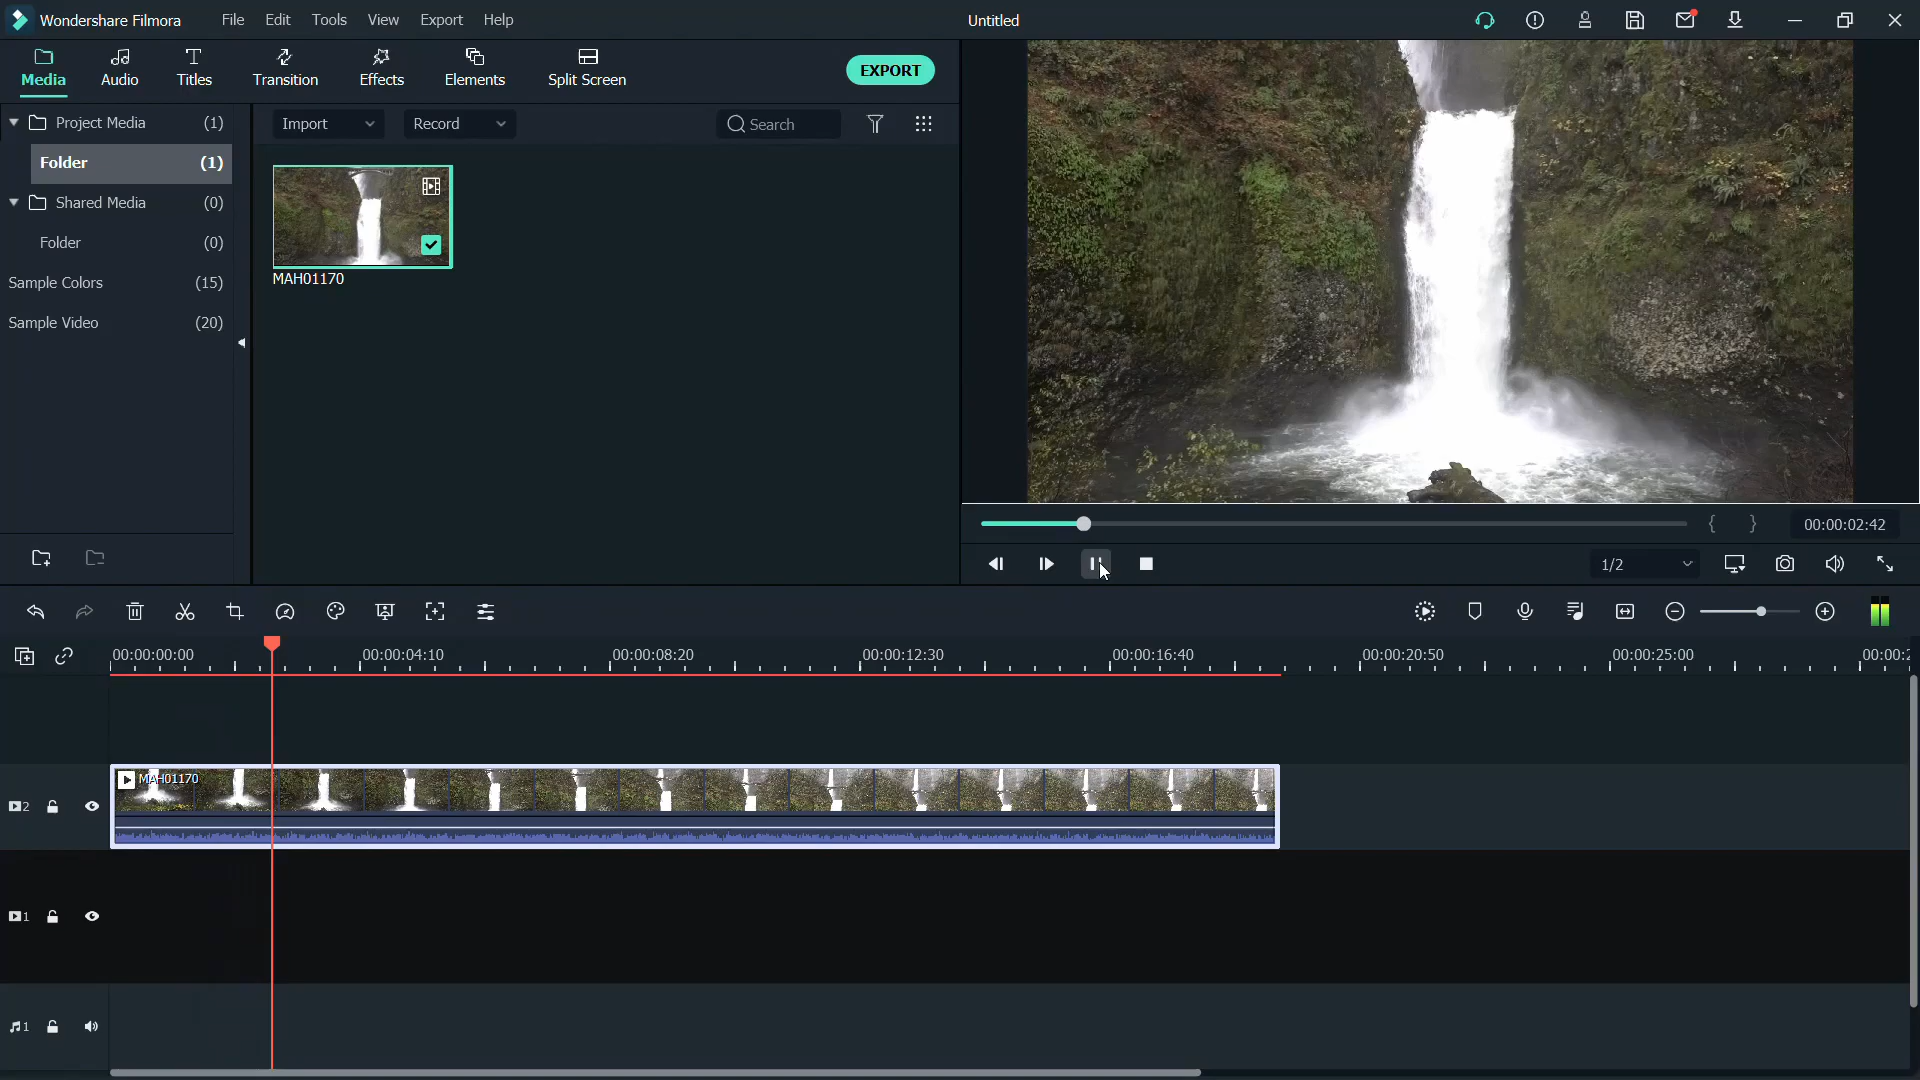 Wondershare Filmora File Edit Tools View Export Help Untitled
Media Audio Titles Transition Effects Elements Split Screen EXPORT
Project Media (1) Import Record Search
Folder (1)
Shared Media (0)
Folder (0)
MAH01170
Sample Colors (15)
Sample Video (20)
{ } 00:00:02:42
1/2
00:00:00:00 00:00:04:10 00:00:08:20 00:00:12:30 00:00:16:40 00:00:20:50 00:00:25:00 00:00:2
MAH01170
2
1
1